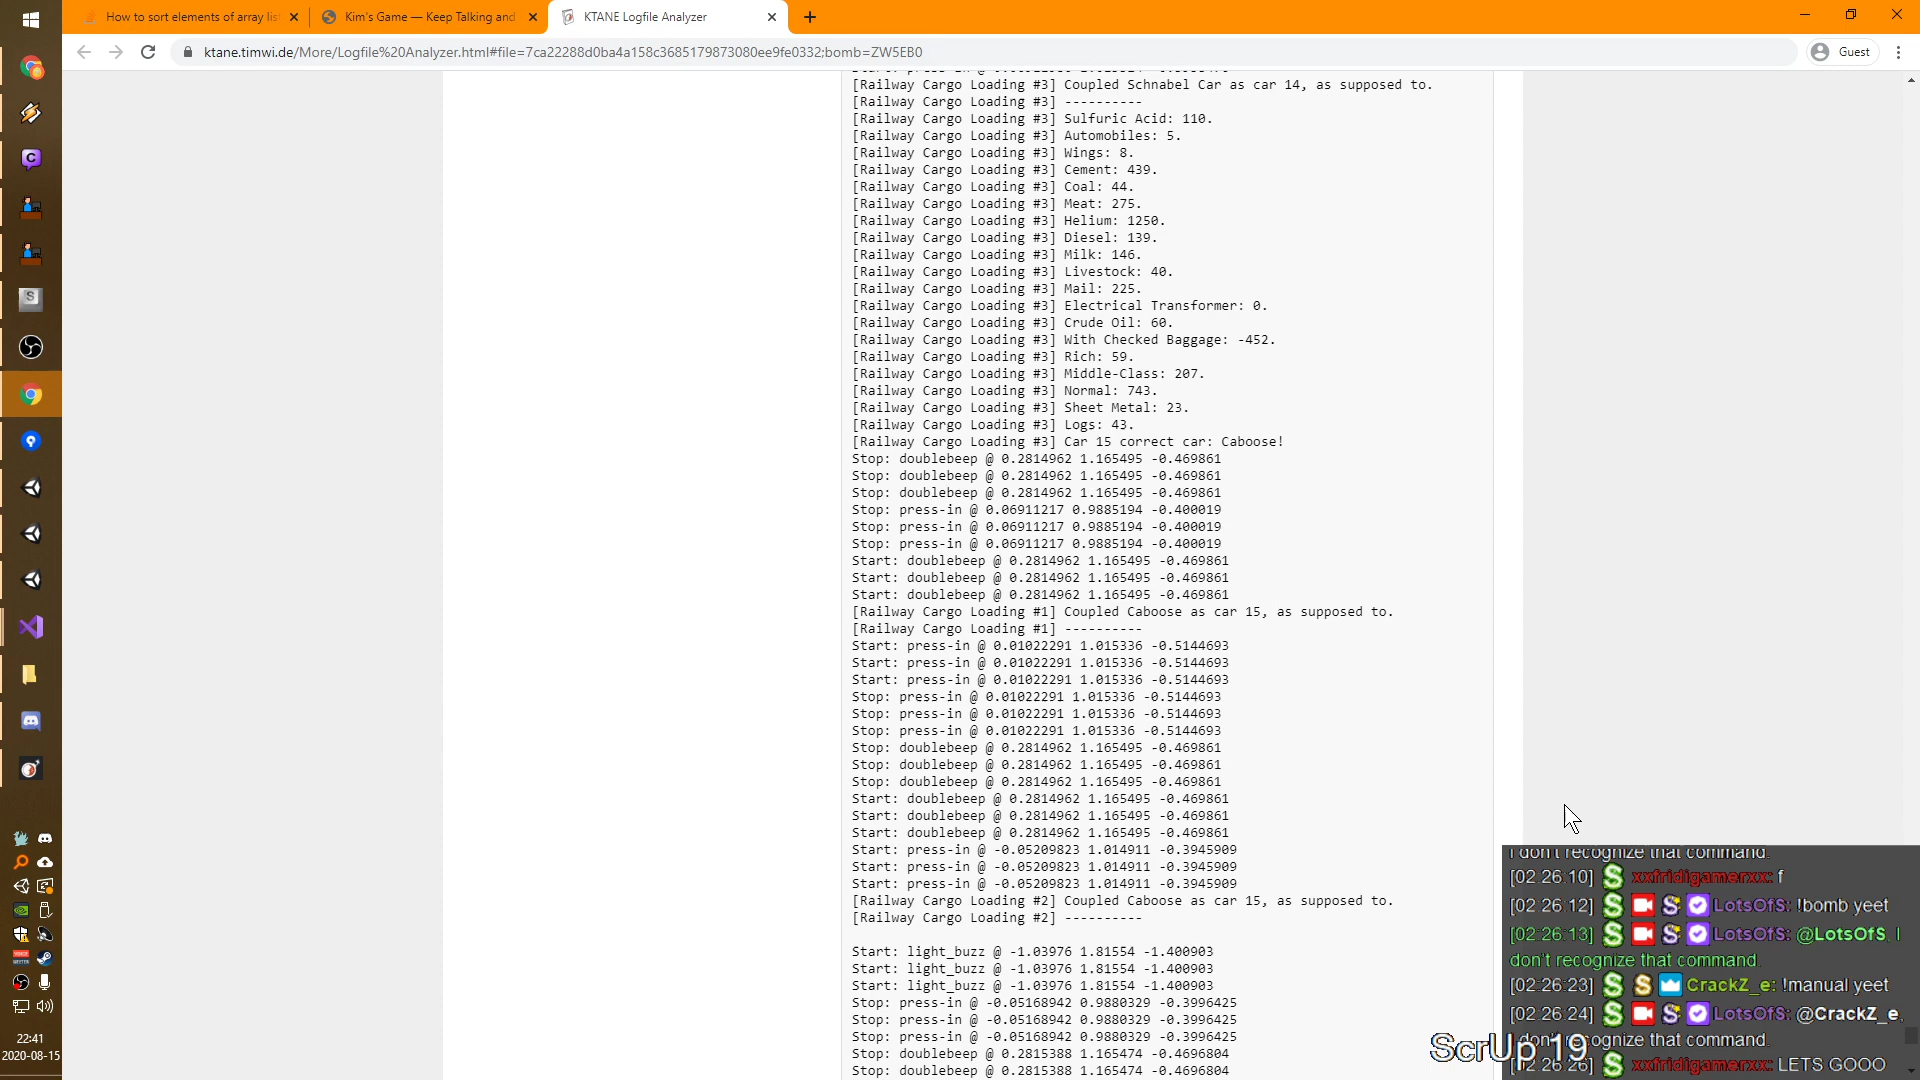 How to sort elements of array lis
Kim's Game — Keep Talking and
KTANE Logfile Analyzer
ktane.timwi.de/More/Logfile%20Analyzer.html#file=7ca22288d0ba4a158c3685179873080ee9fe0332;bomb=ZW5EB0
Guest
[Railway Cargo Loading #3] Coupled Schnabel Car as car 14, as supposed to.
[Railway Cargo Loading #3] ----------
[Railway Cargo Loading #3] Sulfuric Acid: 110.
[Railway Cargo Loading #3] Automobiles: 5.
[Railway Cargo Loading #3] Wings: 8.
[Railway Cargo Loading #3] Cement: 439.
[Railway Cargo Loading #3] Coal: 44.
[Railway Cargo Loading #3] Meat: 275.
[Railway Cargo Loading #3] Helium: 1250.
[Railway Cargo Loading #3] Diesel: 139.
[Railway Cargo Loading #3] Milk: 146.
[Railway Cargo Loading #3] Livestock: 40.
[Railway Cargo Loading #3] Mail: 225.
[Railway Cargo Loading #3] Electrical Transformer: 0.
[Railway Cargo Loading #3] Crude Oil: 60.
[Railway Cargo Loading #3] With Checked Baggage: -452.
[Railway Cargo Loading #3] Rich: 59.
[Railway Cargo Loading #3] Middle-Class: 207.
[Railway Cargo Loading #3] Normal: 743.
[Railway Cargo Loading #3] Sheet Metal: 23.
[Railway Cargo Loading #3] Logs: 43.
[Railway Cargo Loading #3] Car 15 correct car: Caboose!
Stop: doublebeep @ 0.2814962 1.165495 -0.469861
Stop: doublebeep @ 0.2814962 1.165495 -0.469861
Stop: doublebeep @ 0.2814962 1.165495 -0.469861
Stop: press-in @ 0.06911217 0.9885194 -0.400019
Stop: press-in @ 0.06911217 0.9885194 -0.400019
Stop: press-in @ 0.06911217 0.9885194 -0.400019
Start: doublebeep @ 0.2814962 1.165495 -0.469861
Start: doublebeep @ 0.2814962 1.165495 -0.469861
Start: doublebeep @ 0.2814962 1.165495 -0.469861
[Railway Cargo Loading #1] Coupled Caboose as car 15, as supposed to.
[Railway Cargo Loading #1] ----------
Start: press-in @ 0.01022291 1.015336 -0.5144693
Start: press-in @ 0.01022291 1.015336 -0.5144693
Start: press-in @ 0.01022291 1.015336 -0.5144693
Stop: press-in @ 0.01022291 1.015336 -0.5144693
Stop: press-in @ 0.01022291 1.015336 -0.5144693
Stop: press-in @ 0.01022291 1.015336 -0.5144693
Stop: doublebeep @ 0.2814962 1.165495 -0.469861
Stop: doublebeep @ 0.2814962 1.165495 -0.469861
Stop: doublebeep @ 0.2814962 1.165495 -0.469861
Start: doublebeep @ 0.2814962 1.165495 -0.469861
Start: doublebeep @ 0.2814962 1.165495 -0.469861
Start: doublebeep @ 0.2814962 1.165495 -0.469861
Start: press-in @ -0.05209823 1.014911 -0.3945909
Start: press-in @ -0.05209823 1.014911 -0.3945909
Start: press-in @ -0.05209823 1.014911 -0.3945909
[Railway Cargo Loading #2] Coupled Caboose as car 15, as supposed to.
[Railway Cargo Loading #2] ----------
Start: light_buzz @ -1.03976 1.81554 -1.400903
Start: light_buzz @ -1.03976 1.81554 -1.400903
Start: light_buzz @ -1.03976 1.81554 -1.400903
Stop: press-in @ -0.05168942 0.9880329 -0.3996425
Stop: press-in @ -0.05168942 0.9880329 -0.3996425
Stop: press-in @ -0.05168942 0.9880329 -0.3996425
Stop: doublebeep @ 0.2815388 1.165474 -0.4696804
Stop: doublebeep @ 0.2815388 1.165474 -0.4696804
I don't recognize that command.
[02:26:10] xxfridigamerxx: f
[02:26:12] LotsOfS: !bomb yeet
[02:26:13] LotsOfS: @LotsOfS, I
don't recognize that command.
[02:26:23] CrackZ_e: !manual yeet
[02:26:24] LotsOfS: @CrackZ_e,
I don't recognize that command.
[02:26:26] xxfridigamerxx: LETS GOOO
ScrUp 19
22:41
2020-08-15